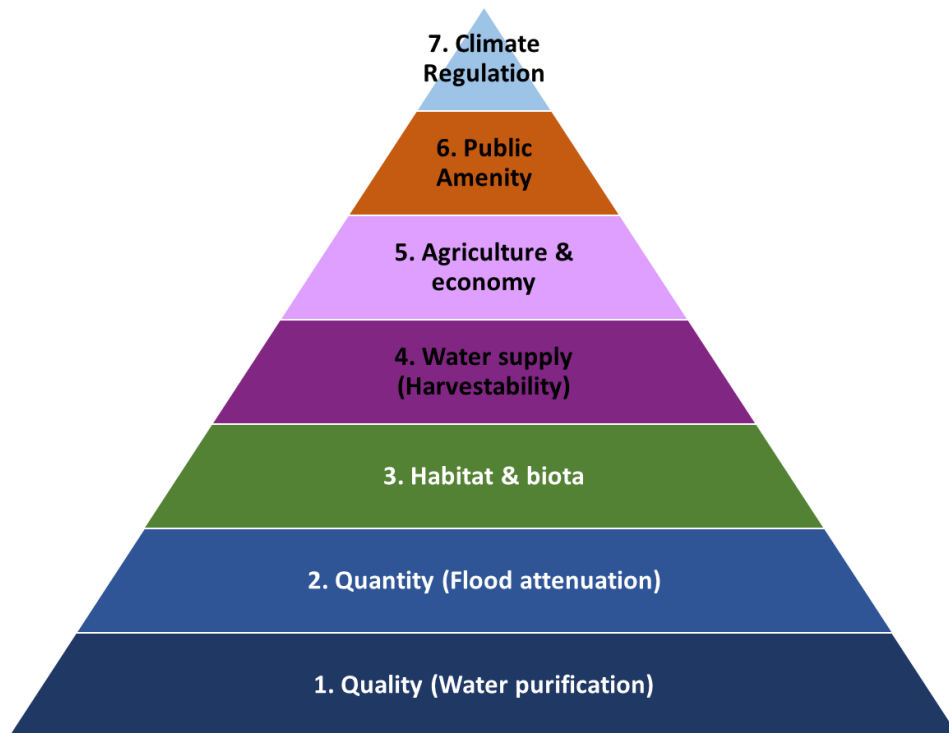 7. Climate
Regulation
6. Public
Amenity
5. Agriculture &
economy
4. Water supply
(Harvestability)
3. Habitat & biota
2. Quantity (Flood attenuation)
1. Quality (Water purification)